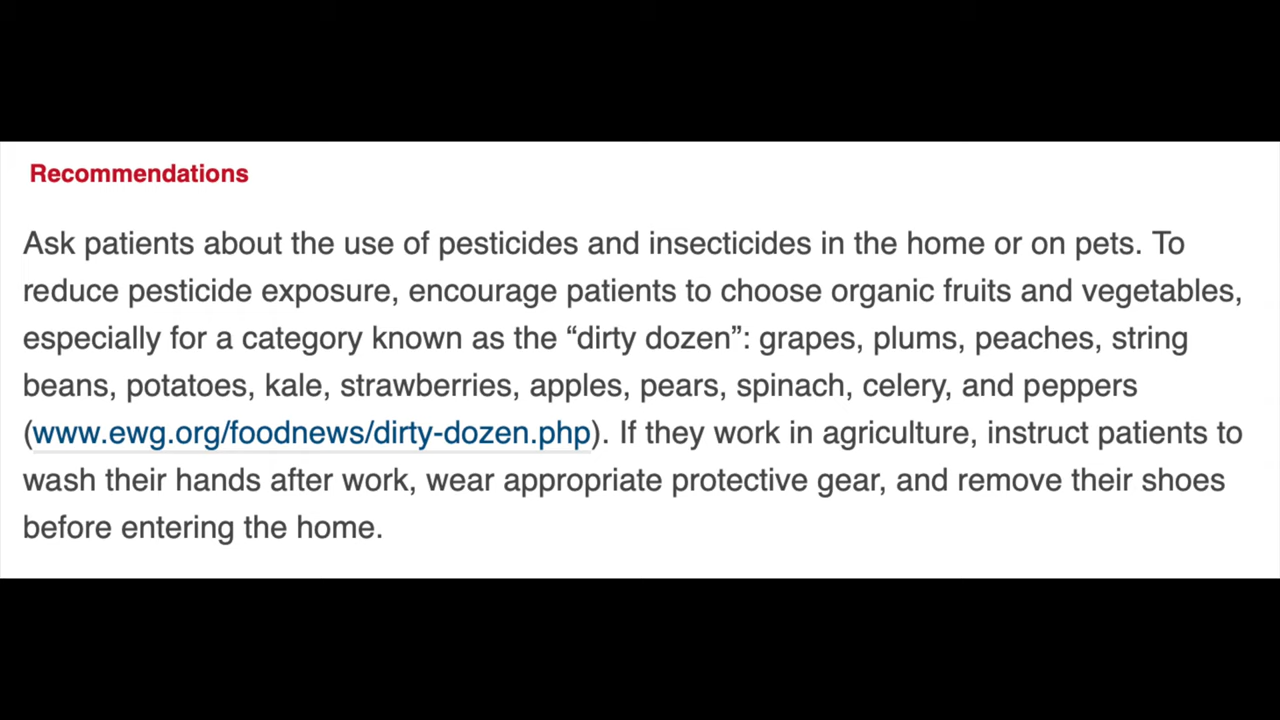 Recommendations
Ask patients about the use of pesticides and insecticides in the home or on pets. To
reduce pesticide exposure, encourage patients to choose organic fruits and vegetables,
especially for a category known as the “dirty dozen”: grapes, plums, peaches, string
beans, potatoes, kale, strawberries, apples, pears, spinach, celery, and peppers
(www.ewg.org/foodnews/dirty-dozen.php). If they work in agriculture, instruct patients to
wash their hands after work, wear appropriate protective gear, and remove their shoes
before entering the home.